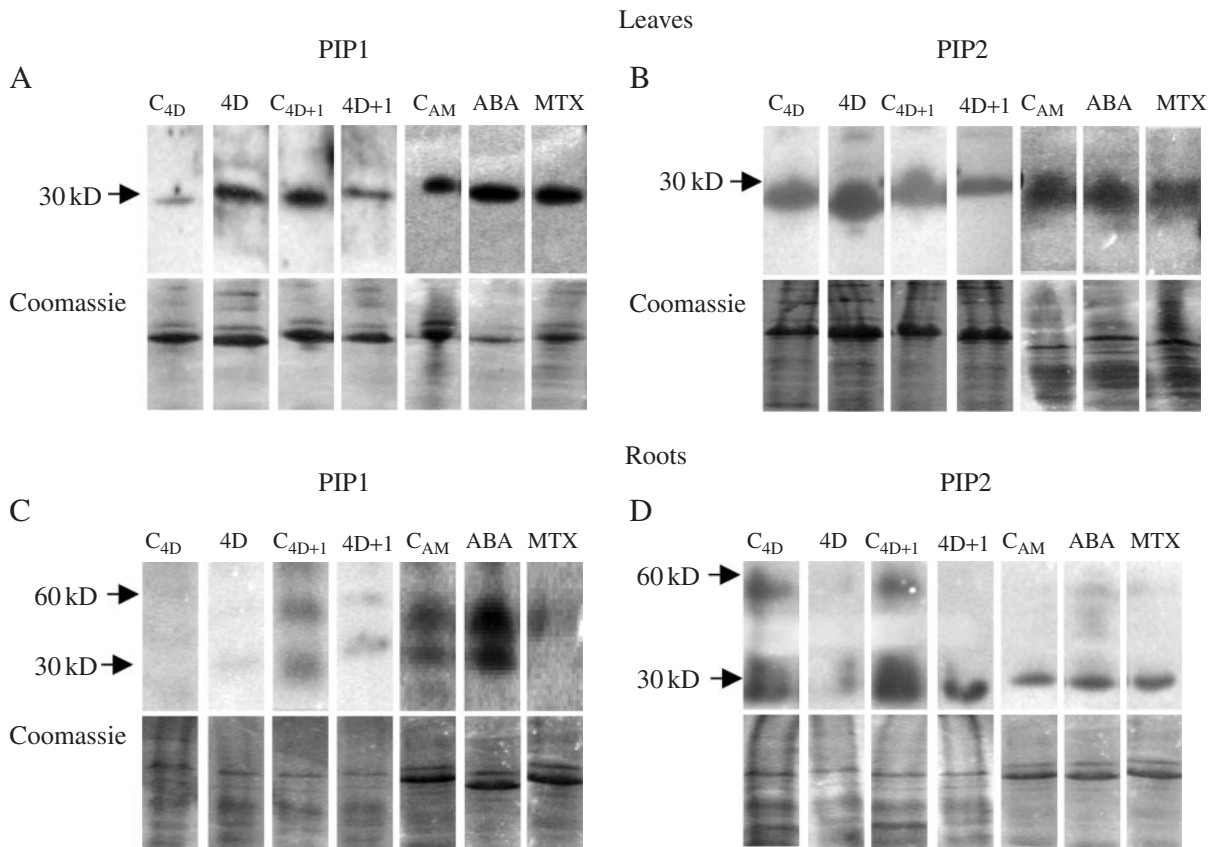 Leaves
PIP1
PIP2
A
B
C4D 4D C4D+1 4D+1 CAM ABA MTX
C4D 4D C4D+1 4D+1 CAM ABA MTX
30 kD
30 kD
Coomassie
Coomassie
Roots
PIP1
PIP2
C
D
C4D 4D C4D+1 4D+1 CAM ABA MTX
C4D 4D C4D+1 4D+1 CAM ABA MTX
60 kD
60 kD
30 kD
30 kD
Coomassie